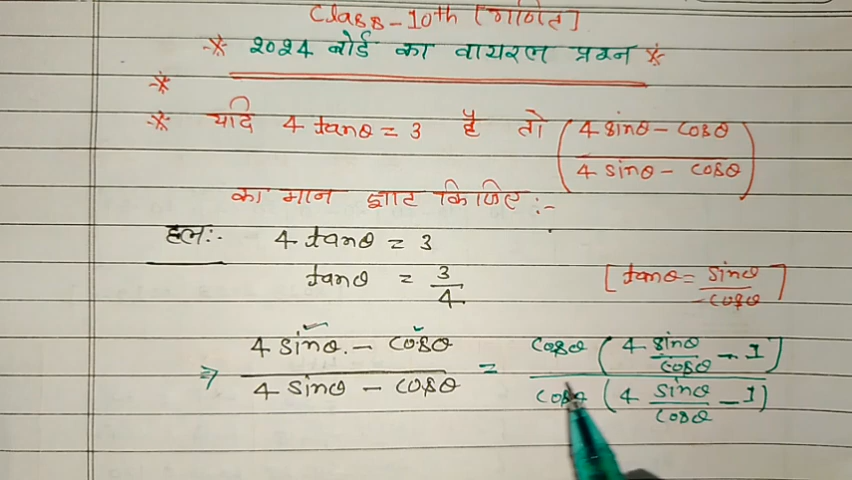 Class-10th [गणित]
* 2024 बोर्ड का वायरल प्रश्न *
*
* यदि 4 tanθ = 3 है तो (4 sinθ - cosθ / 4 sinθ - cosθ)
का मान ज्ञात किजिए:-
हल:- 4 tanθ = 3
tanθ = 3/4 [tanθ = sinθ/cosθ]
⇒ 4 sinθ - cosθ / 4 sinθ - cosθ = cosθ (4 sinθ/cosθ - 1) / cosθ (4 sinθ/cosθ - 1)